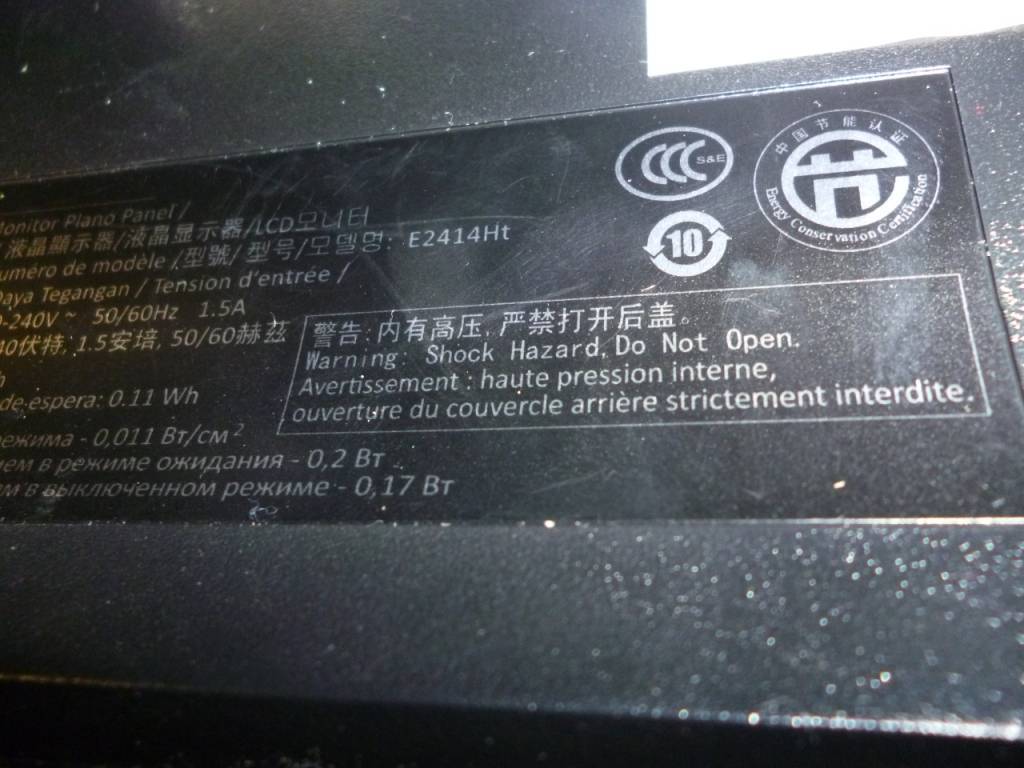 Monitor Plano Panel /
/液晶顯示器/液晶显示器/LCD모니터
numéro de modèle /型號/ 型号/모델명: E2414Ht
Daya Tegangan / Tension d'entrée /
-240V ~ 50/60Hz 1.5A
40伏特, 1.5安培, 50/60赫兹
h
de espera: 0.11 Wh
режима - 0,011 Вт/см²
ем в режиме ожидания - 0,2 Вт
ем в выключенном режиме - 0,17 Вт
CCC S&E
10
中国节能认证
节
Energy Conservation Certification
警告: 内有高压, 严禁打开后盖。
Warning: Shock Hazard, Do Not Open.
Avertissement : haute pression interne,
ouverture du couvercle arrière strictement interdite.